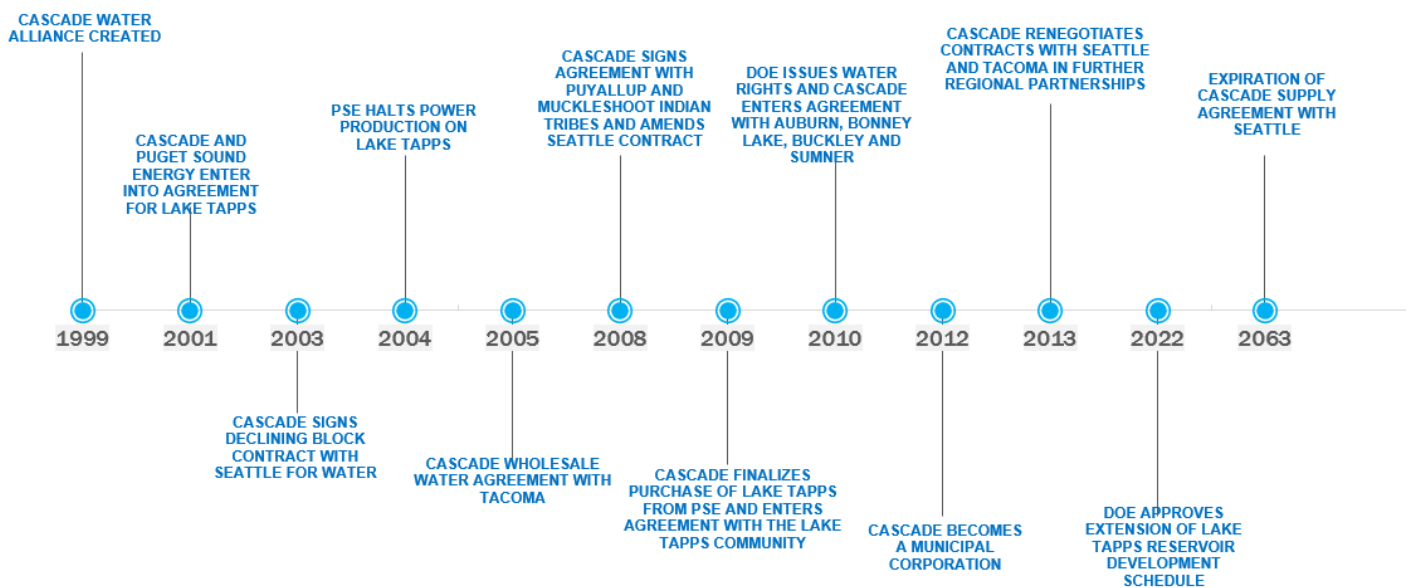 CASCADE WATER
ALLIANCE CREATED
CASCADE AND
PUGET SOUND
ENERGY ENTER
INTO AGREEMENT
FOR LAKE TAPPS
PSE HALTS POWER
PRODUCTION ON
LAKE TAPPS
CASCADE SIGNS
AGREEMENT WITH
PUYALLUP AND
MUCKLESHOOT INDIAN
TRIBES AND AMENDS
SEATTLE CONTRACT
DOE ISSUES WATER
RIGHTS AND CASCADE
ENTERS AGREEMENT
WITH AUBURN, BONNEY
LAKE, BUCKLEY AND
SUMNER
CASCADE RENEGOTIATES
CONTRACTS WITH SEATTLE
AND TACOMA IN FURTHER
REGIONAL PARTNERSHIPS
EXPIRATION OF
CASCADE SUPPLY
AGREEMENT WITH
SEATTLE
1999 2001 2003 2004 2005 2008 2009 2010 2012 2013 2022 2063
CASCADE SIGNS
DECLINING BLOCK
CONTRACT WITH
SEATTLE FOR WATER
CASCADE WHOLESALE
WATER AGREEMENT WITH
TACOMA
CASCADE FINALIZES
PURCHASE OF LAKE TAPPS
FROM PSE AND ENTERS
AGREEMENT WITH THE LAKE
TAPPS COMMUNITY
CASCADE BECOMES
A MUNICIPAL
CORPORATION
DOE APPROVES
EXTENSION OF LAKE
TAPPS RESERVOIR
DEVELOPMENT
SCHEDULE